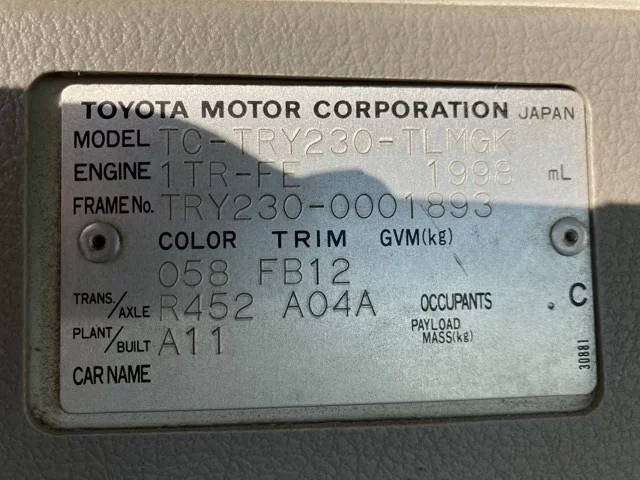 TOYOTA MOTOR CORPORATION JAPAN
MODEL TC-TRY230-TLMGK
ENGINE 1TR-FE 1998 mL
FRAME No. TRY230-0001893
COLOR TRIM GVM(kg)
058 FB12
TRANS./AXLE R452 A04A OCCUPANTS . C
PLANT/BUILT A11 PAYLOAD MASS(kg)
CAR NAME
30881